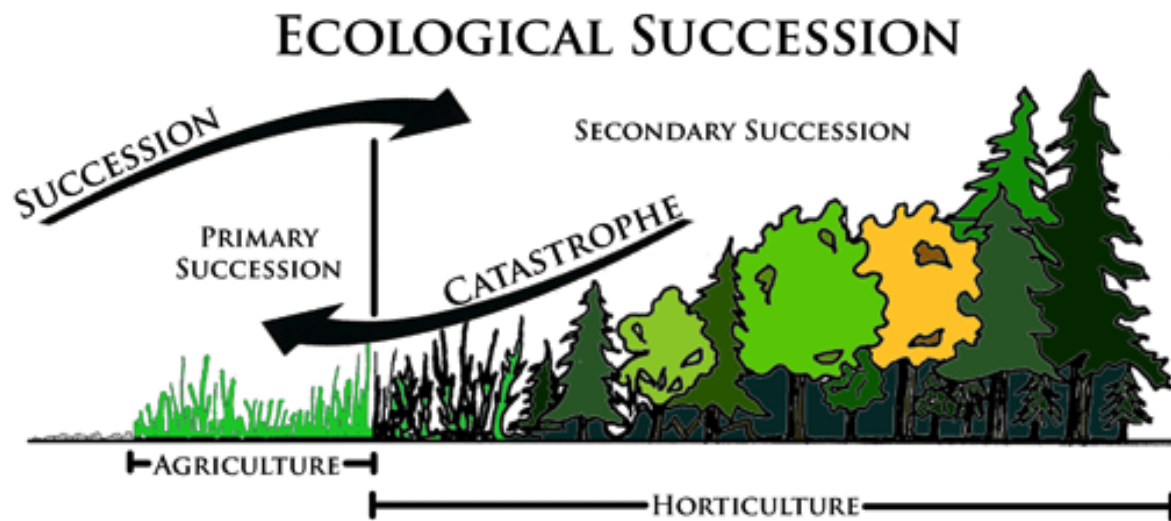 ECOLOGICAL SUCCESSION
SUCCESSION
SECONDARY SUCCESSION
PRIMARY
SUCCESSION
CATASTROPHE
AGRICULTURE
HORTICULTURE